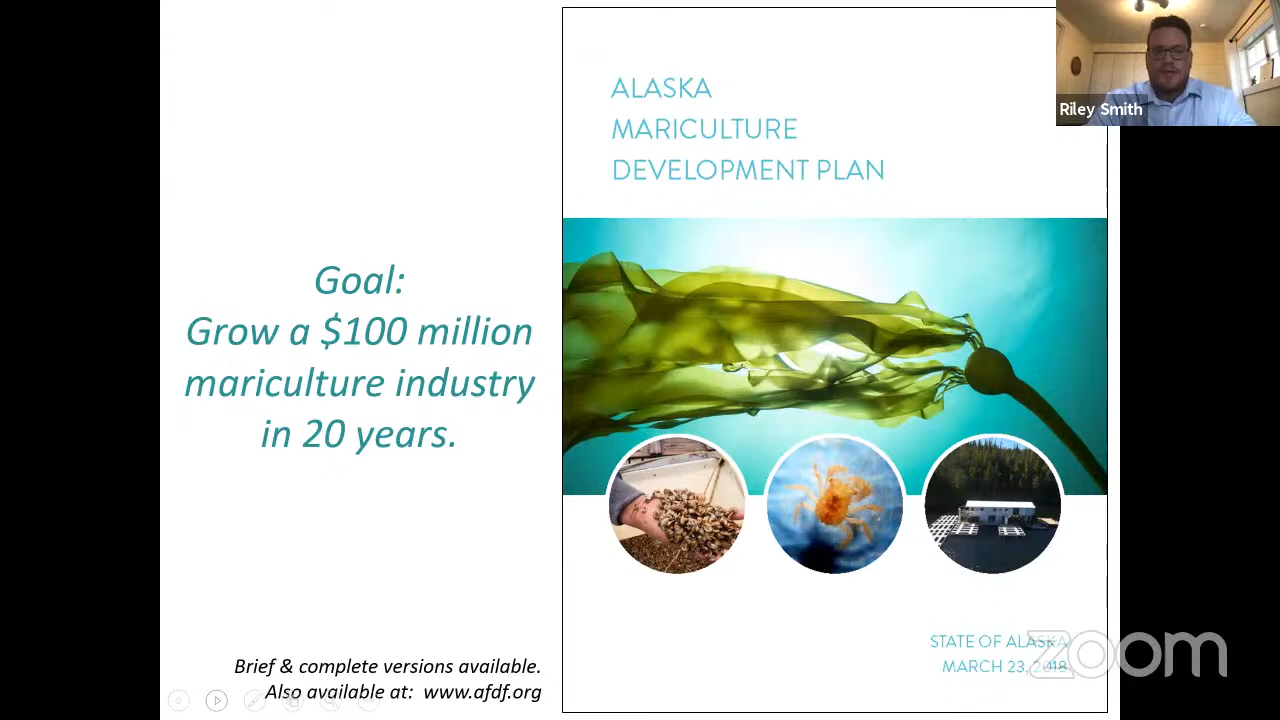 Goal:
Grow a $100 million
mariculture industry
in 20 years.
Brief & complete versions available.
Also available at: www.afdf.org
ALASKA
MARICULTURE
DEVELOPMENT PLAN
STATE OF ALASKA
MARCH 23, 2018
Riley Smith
zoom